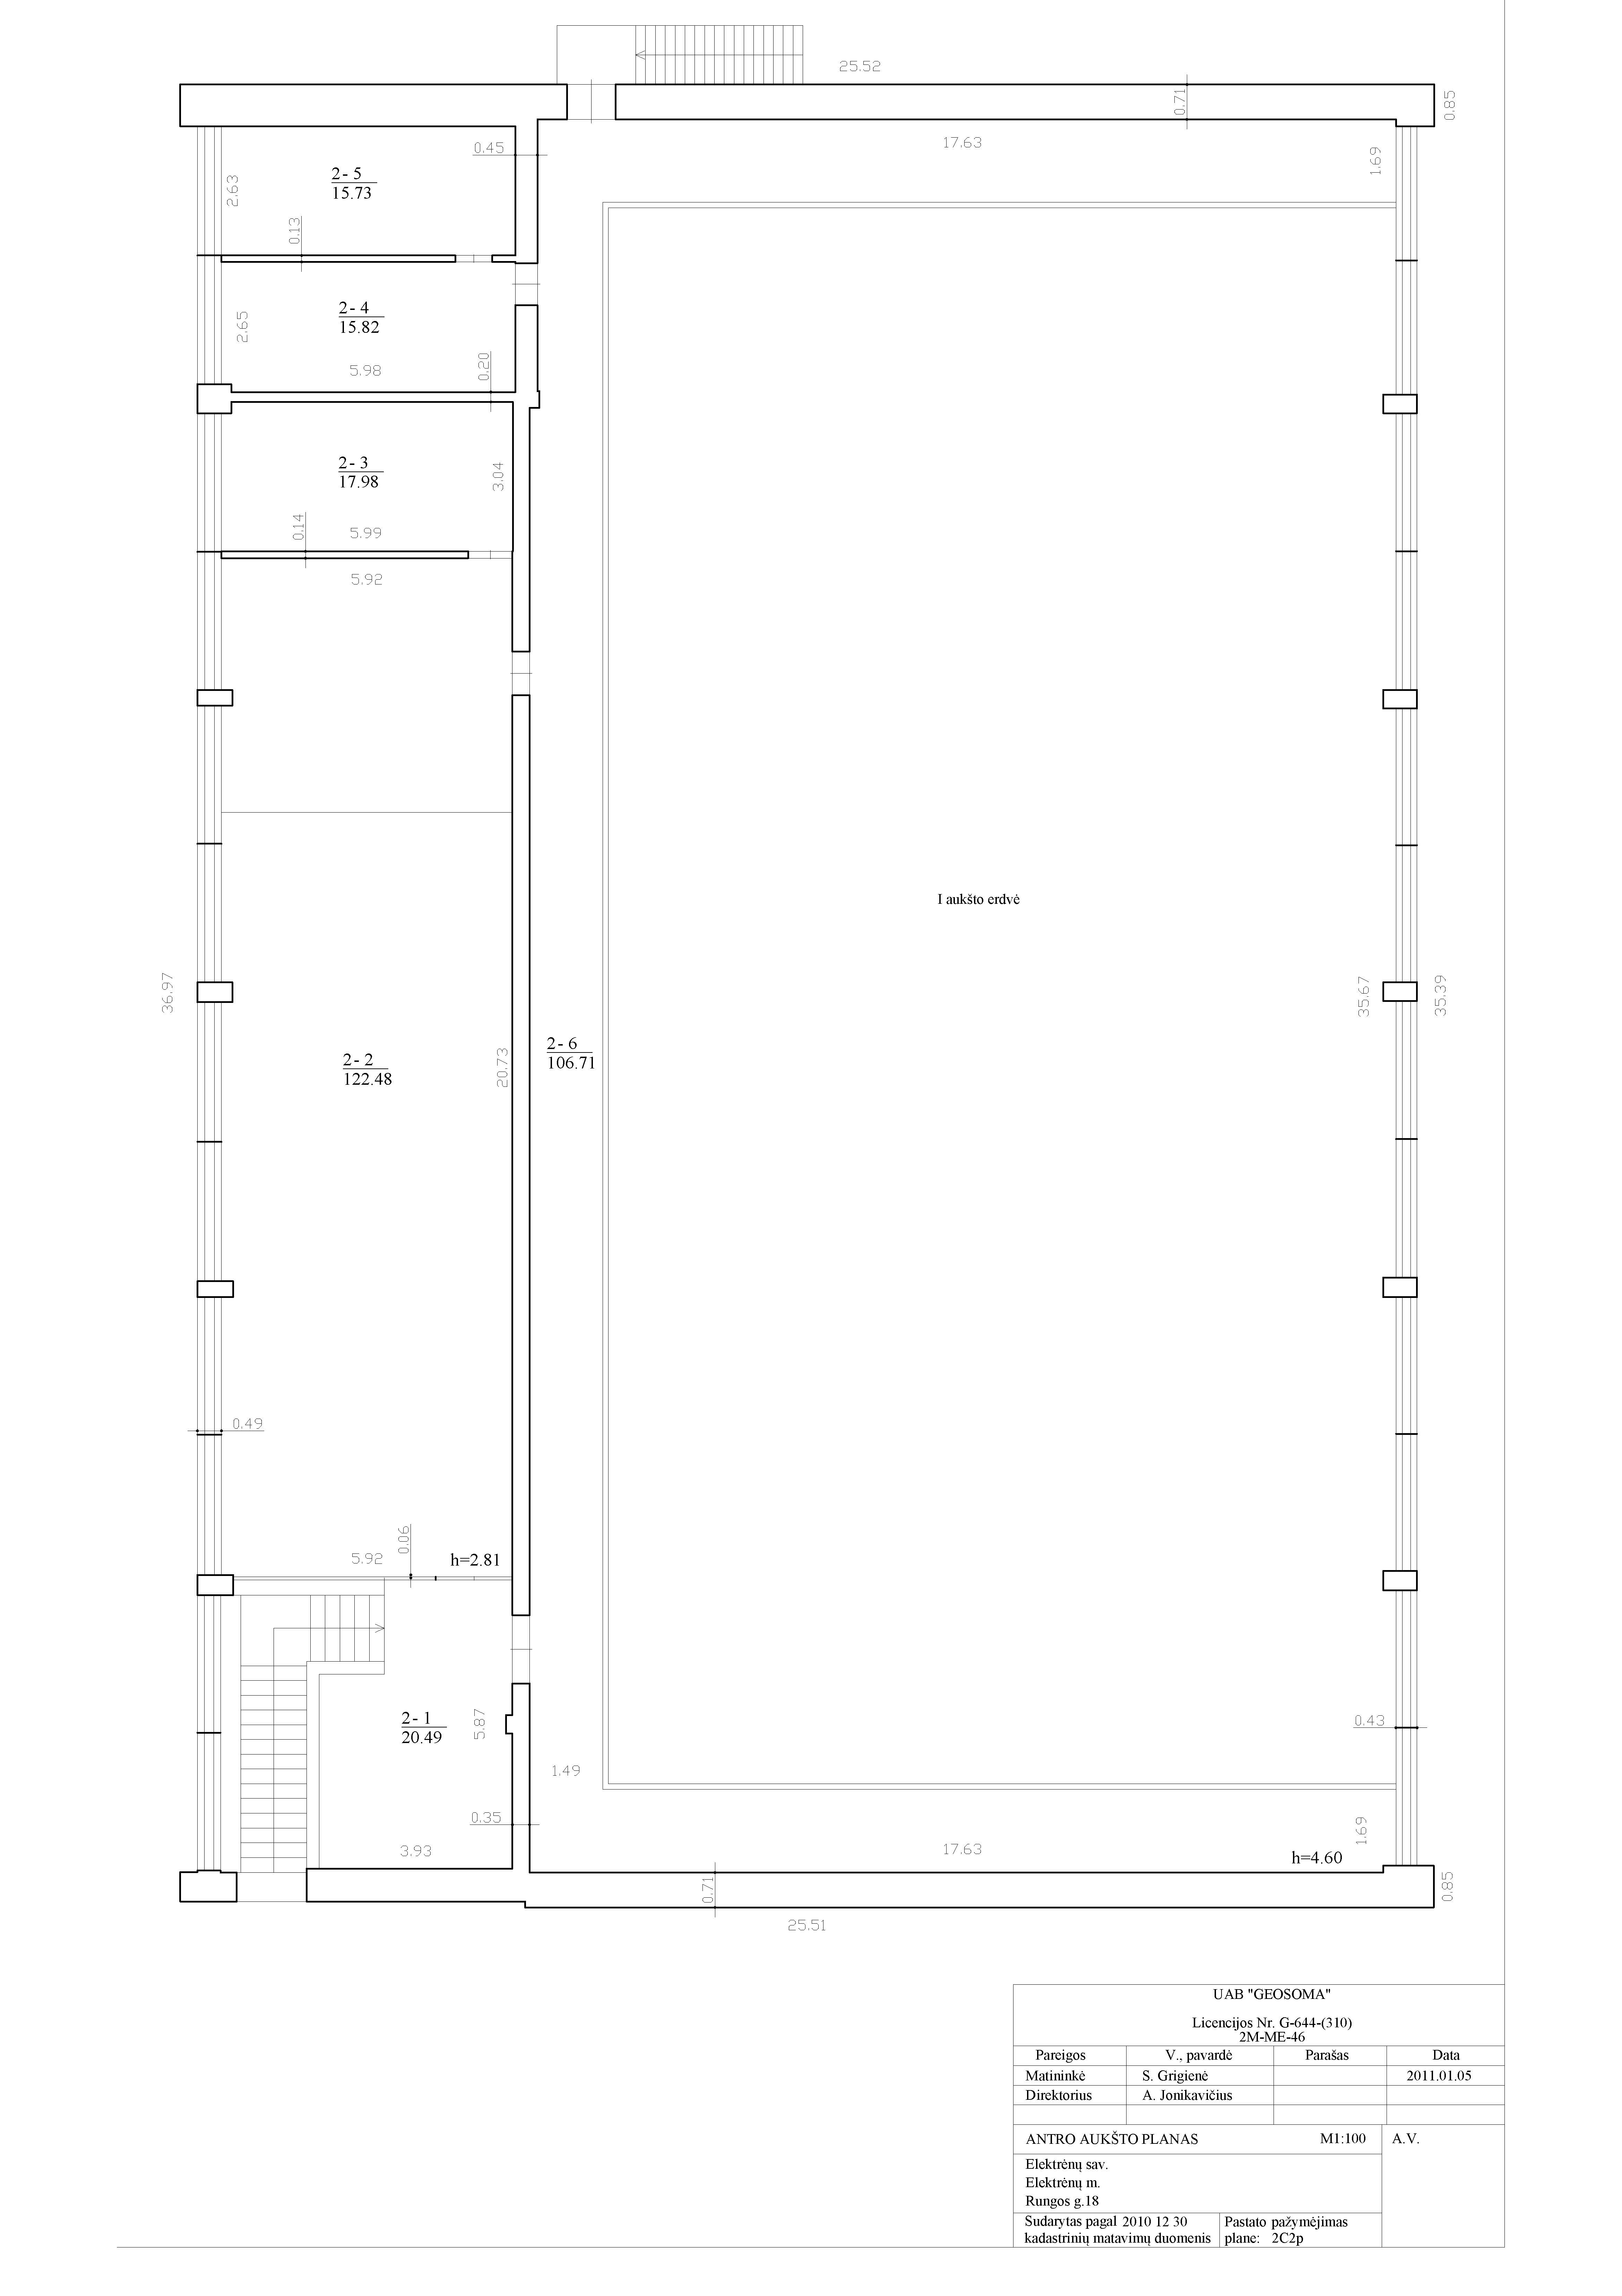 25.52
0.71
0.85
17.63
0.45
1.69
2-5
15.73
2.63
0.13
2-4
15.82
2.65
5.98
0.20
2-3
17.98
3.04
0.14
5.99
5.92
I aukšto erdvė
36.97
35.67
35.39
2-2
122.48
20.73
2-6
106.71
0.49
5.92
0.06
h=2.81
2-1
20.49
5.87
0.43
1.49
0.35
3.93
17.63
1.69
h=4.60
0.71
0.85
25.51
UAB "GEOSOMA"
Licencijos Nr. G-644-(310)
2M-ME-46
Pareigos V., pavardė Parašas Data
Matininkė S. Grigienė 2011.01.05
Direktorius A. Jonikavičius
ANTRO AUKŠTO PLANAS M1:100 A.V.
Elektrėnų sav.
Elektrėnų m.
Rungos g.18
Sudarytas pagal 2010 12 30 Pastato pažymėjimas
kadastrinių matavimų duomenis plane: 2C2p